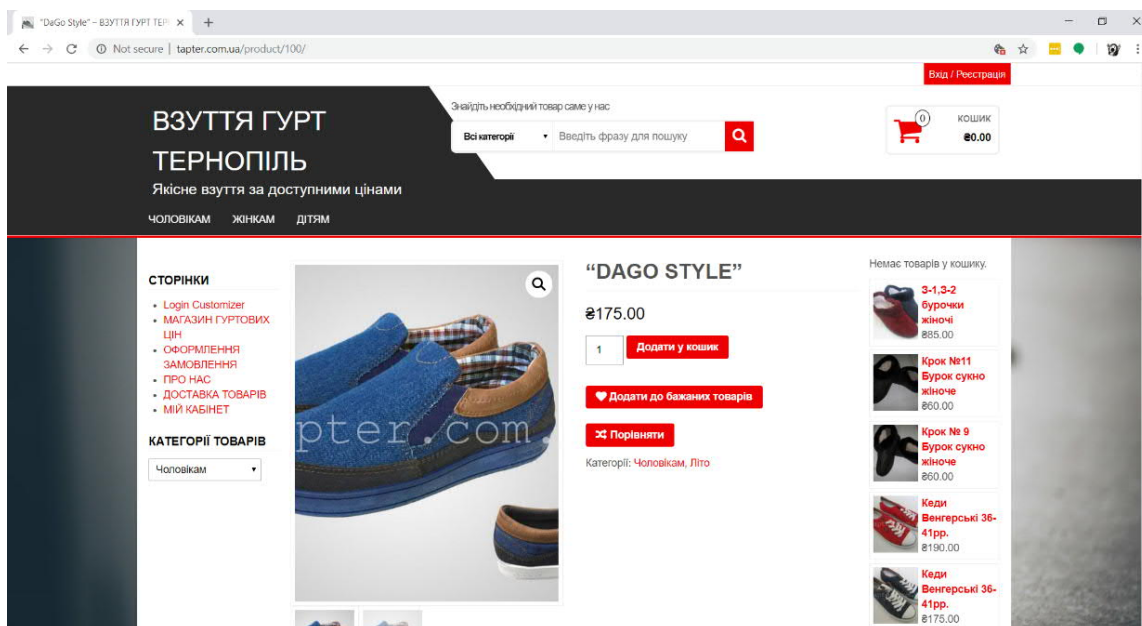 "DaGo Style" – ВЗУТТЯ ГУРТ ТЕР
Not secure | tapter.com.ua/product/100/
Вхід / Реєстрація
ВЗУТТЯ ГУРТ
ТЕРНОПІЛЬ
Якісне взуття за доступними цінами
Знайдіть необхідний товар саме у нас
Всі категорії
Введіть фразу для пошуку
0
КОШИК
₴0.00
ЧОЛОВІКАМ ЖІНКАМ ДІТЯМ
СТОРІНКИ
Login Customizer
МАГАЗИН ГУРТОВИХ
ЦІН
ОФОРМЛЕННЯ
ЗАМОВЛЕННЯ
ПРО НАС
ДОСТАВКА ТОВАРІВ
МІЙ КАБІНЕТ
КАТЕГОРІЇ ТОВАРІВ
Чоловікам
pter.com.
"DAGO STYLE"
₴175.00
1
Додати у кошик
Додати до бажаних товарів
Порівняти
Категорії: Чоловікам, Літо
Немає товарів у кошику.
З-1,З-2
бурочки
жіночі
₴85.00
Крок №11
Бурок сукно
жіноче
₴60.00
Крок № 9
Бурок сукно
жіноче
₴60.00
Кеди
Венгерські 36-
41рр.
₴190.00
Кеди
Венгерські 36-
41рр.
₴175.00